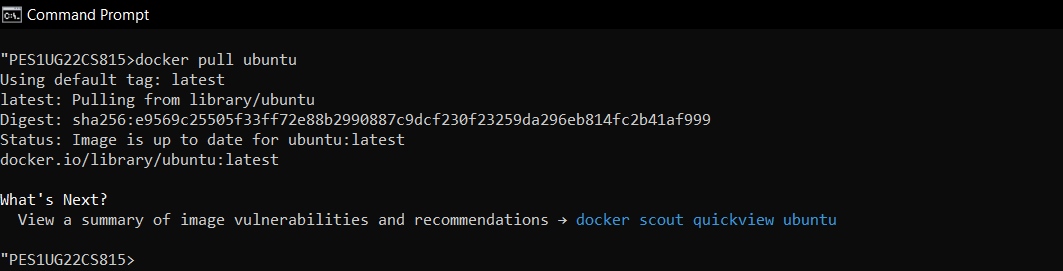 Command Prompt
"PES1UG22CS815>docker pull ubuntu
Using default tag: latest
latest: Pulling from library/ubuntu
Digest: sha256:e9569c25505f33ff72e88b2990887c9dcf230f23259da296eb814fc2b41af999
Status: Image is up to date for ubuntu:latest
docker.io/library/ubuntu:latest
What's Next?
View a summary of image vulnerabilities and recommendations → docker scout quickview ubuntu
"PES1UG22CS815>